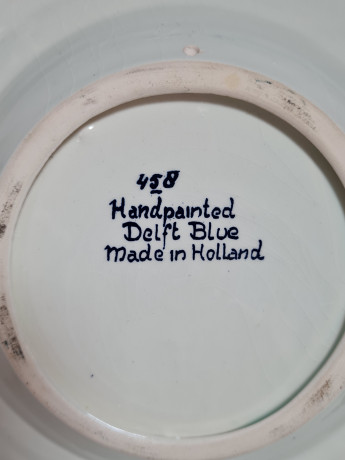 458
Handpainted
Delft Blue
Made in Holland